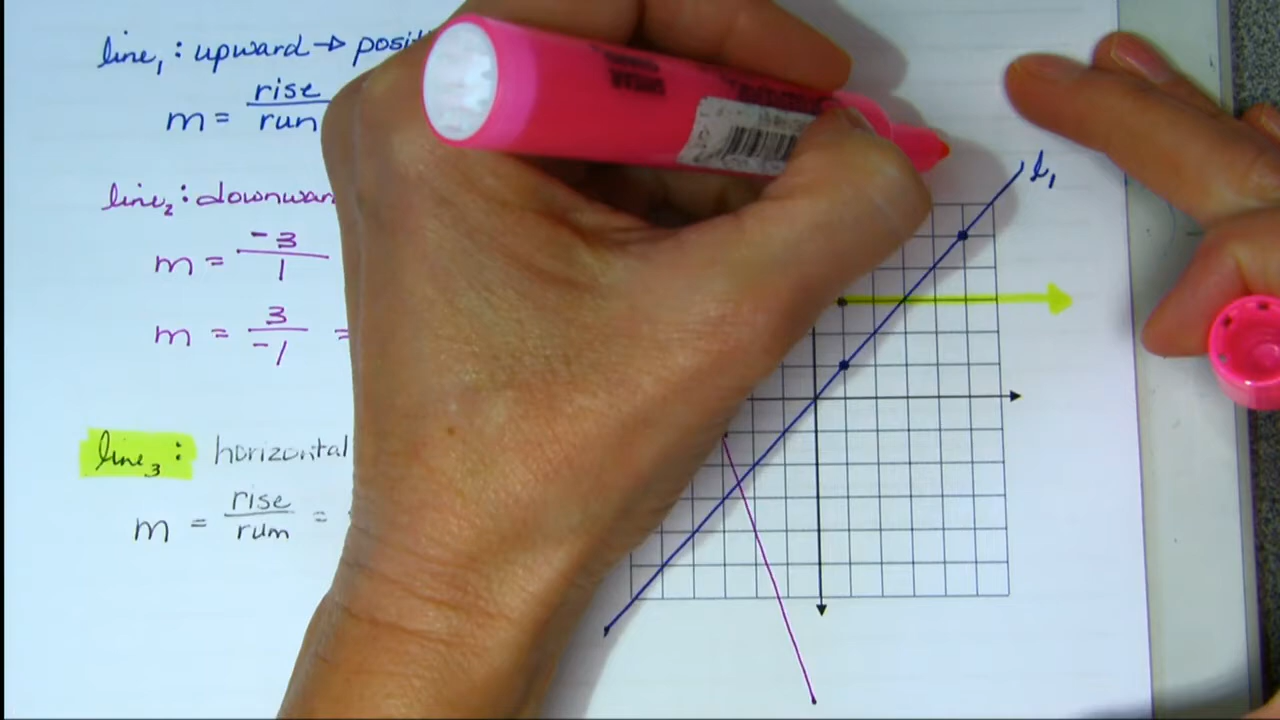 line₁: upward → posit
m = rise/run
line₂: downwar
m = -3/1
m = 3/-1 =
line₃: horizontal
m = rise/run =
l₁